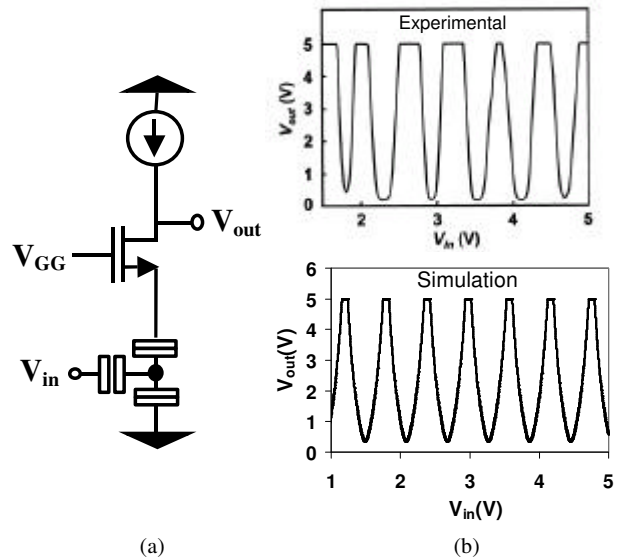 V_out
V_GG
V_in
(a)
Experimental
V_out (V)
5
4
3
2
1
0
2 3 4 5
V_in (V)
Simulation
V_out(V)
6
5
4
3
2
1
0
1 2 3 4 5
V_in(V)
(b)